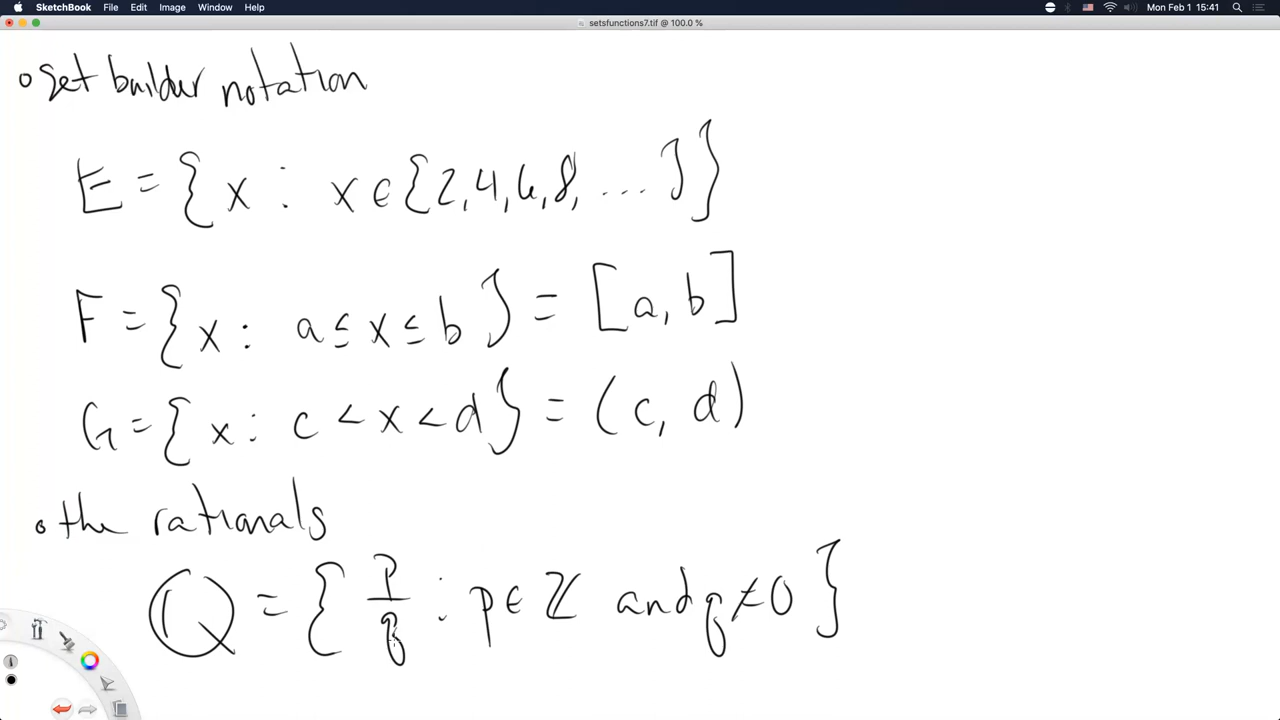 SketchBook File Edit Image Window Help Mon Feb 1 15:41
setsfunctions7.tif @ 100.0 %
• Set builder notation
E = { x : x ∈ {2, 4, 6, 8, ... } }
F = { x : a ≤ x ≤ b } = [a, b]
G = { x : c < x < d } = (c, d)
• the rationals
ℚ = { p/q : p ∈ ℤ and q ≠ 0 }